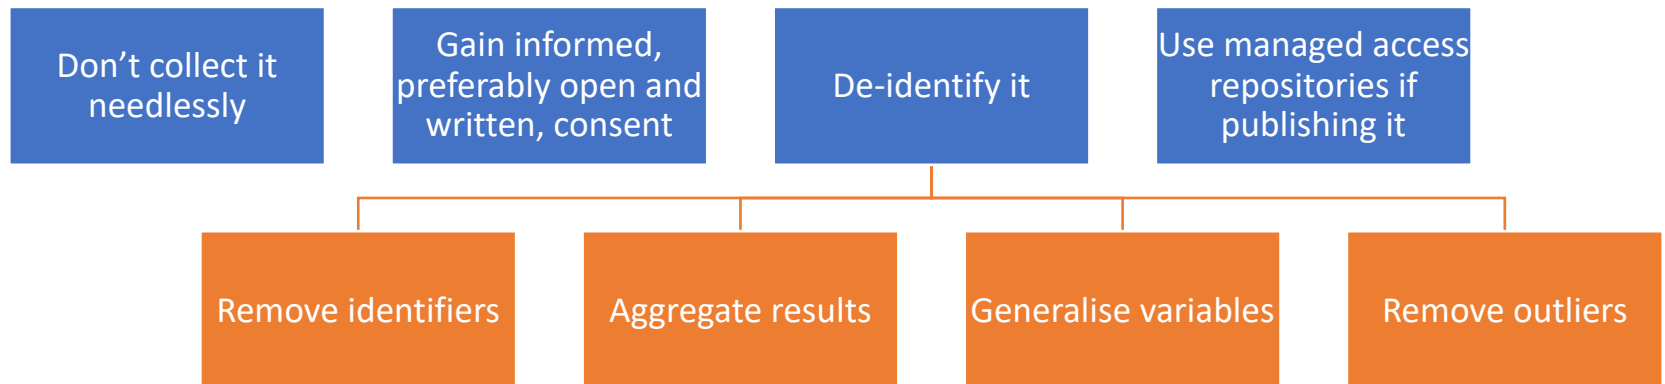 Don’t collect it
needlessly
Gain informed,
preferably open and
written, consent
De-identify it
Use managed access
repositories if
publishing it
Remove identifiers
Aggregate results
Generalise variables
Remove outliers